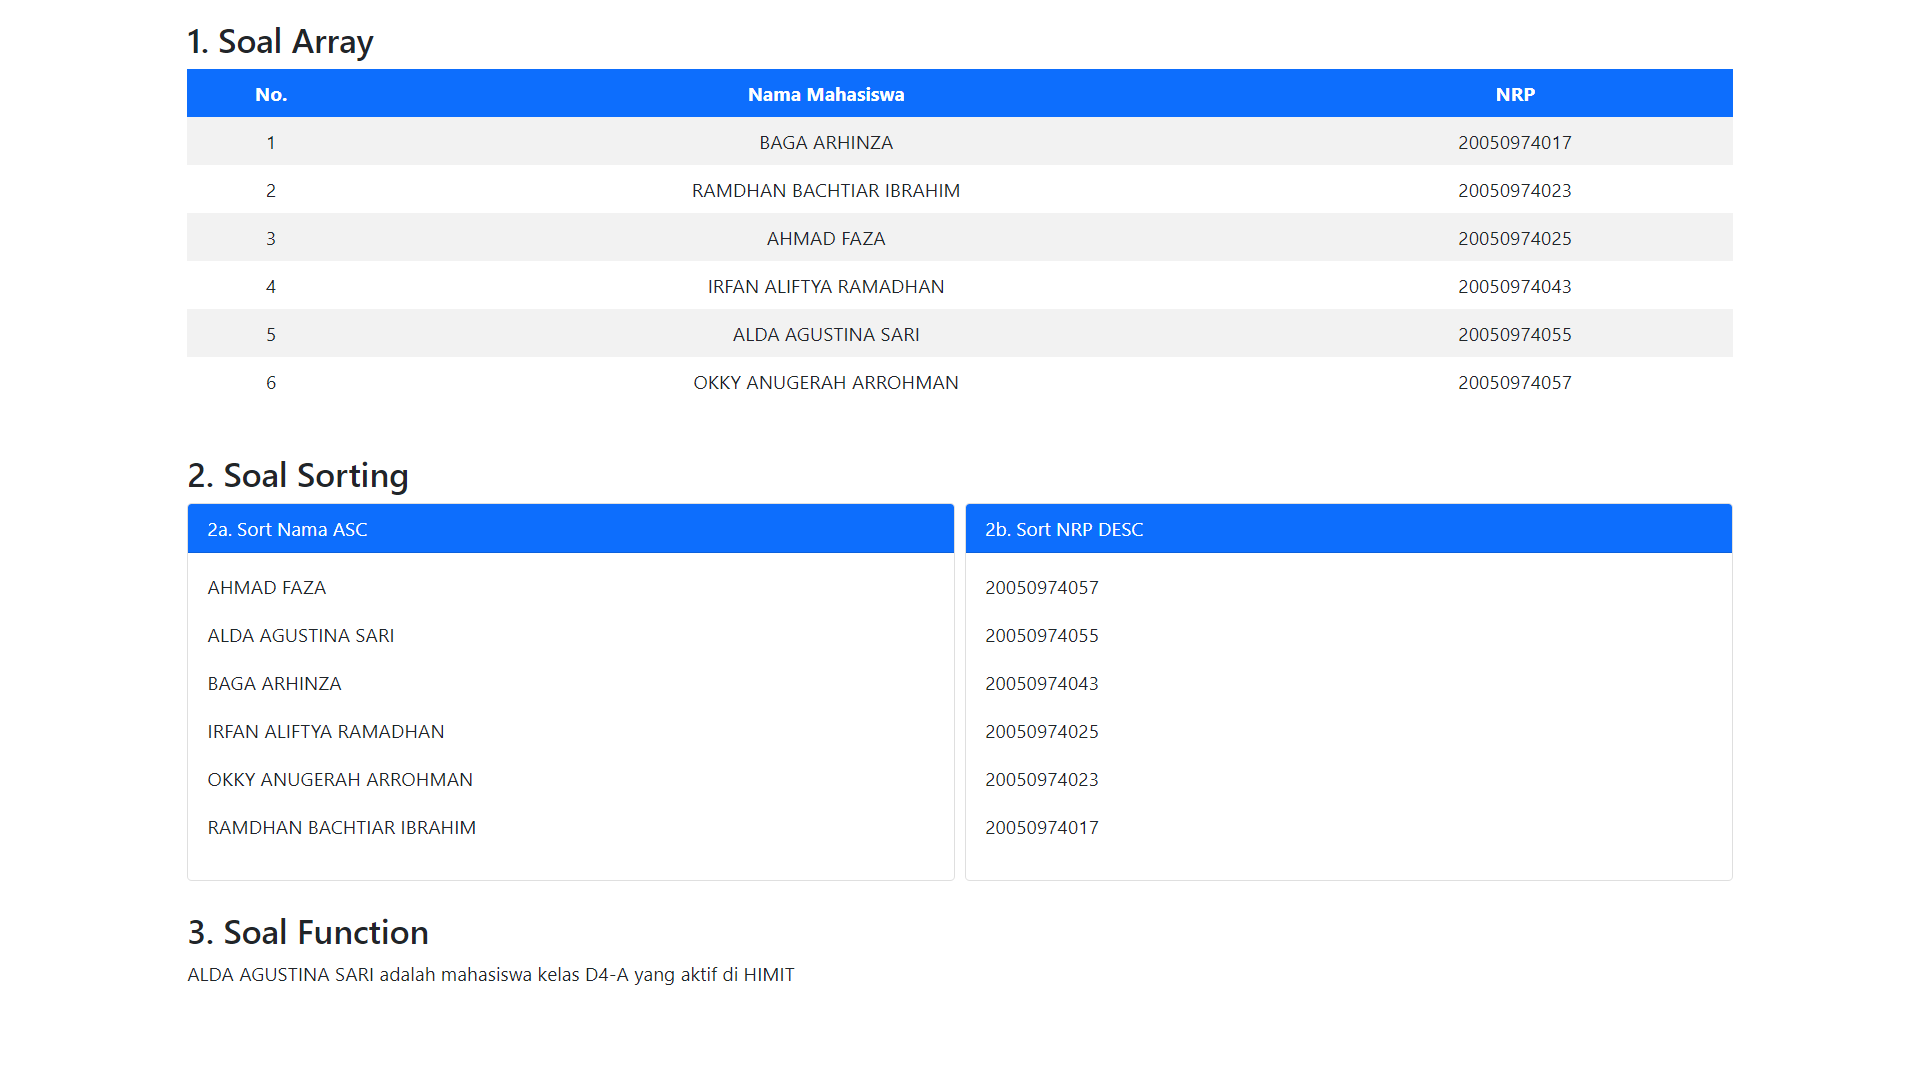 1. Soal Array
No. Nama Mahasiswa NRP
1 BAGA ARHINZA 20050974017
2 RAMDHAN BACHTIAR IBRAHIM 20050974023
3 AHMAD FAZA 20050974025
4 IRFAN ALIFTYA RAMADHAN 20050974043
5 ALDA AGUSTINA SARI 20050974055
6 OKKY ANUGERAH ARROHMAN 20050974057
2. Soal Sorting
2a. Sort Nama ASC
AHMAD FAZA
ALDA AGUSTINA SARI
BAGA ARHINZA
IRFAN ALIFTYA RAMADHAN
OKKY ANUGERAH ARROHMAN
RAMDHAN BACHTIAR IBRAHIM
2b. Sort NRP DESC
20050974057
20050974055
20050974043
20050974025
20050974023
20050974017
3. Soal Function
ALDA AGUSTINA SARI adalah mahasiswa kelas D4-A yang aktif di HIMIT